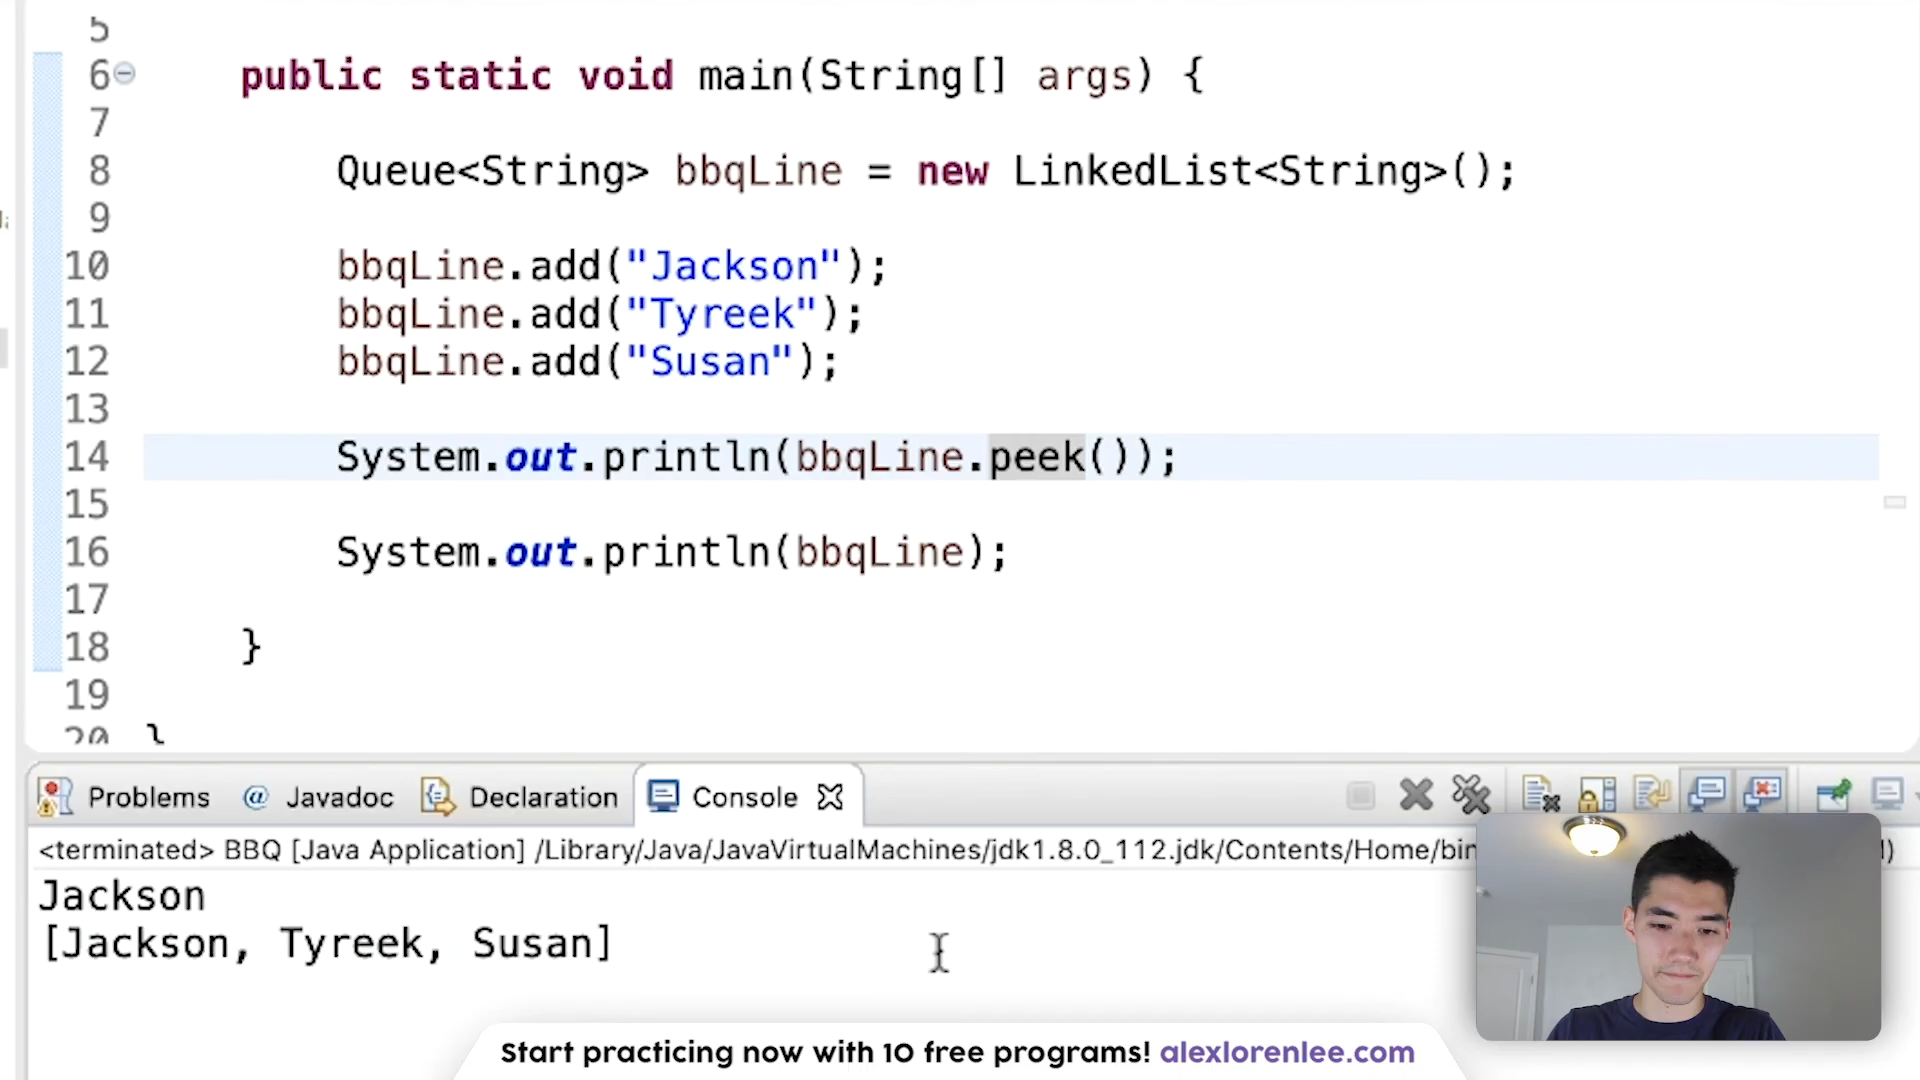 5
6 public static void main(String[] args) {
7
8 Queue<String> bbqLine = new LinkedList<String>();
9
10 bbqLine.add("Jackson");
11 bbqLine.add("Tyreek");
12 bbqLine.add("Susan");
13
14 System.out.println(bbqLine.peek());
15
16 System.out.println(bbqLine);
17
18 }
19
20 }
Problems @ Javadoc Declaration Console
<terminated> BBQ [Java Application] /Library/Java/JavaVirtualMachines/jdk1.8.0_112.jdk/Contents/Home/bin
Jackson
[Jackson, Tyreek, Susan]
Start practicing now with 10 free programs! alexlorenlee.com